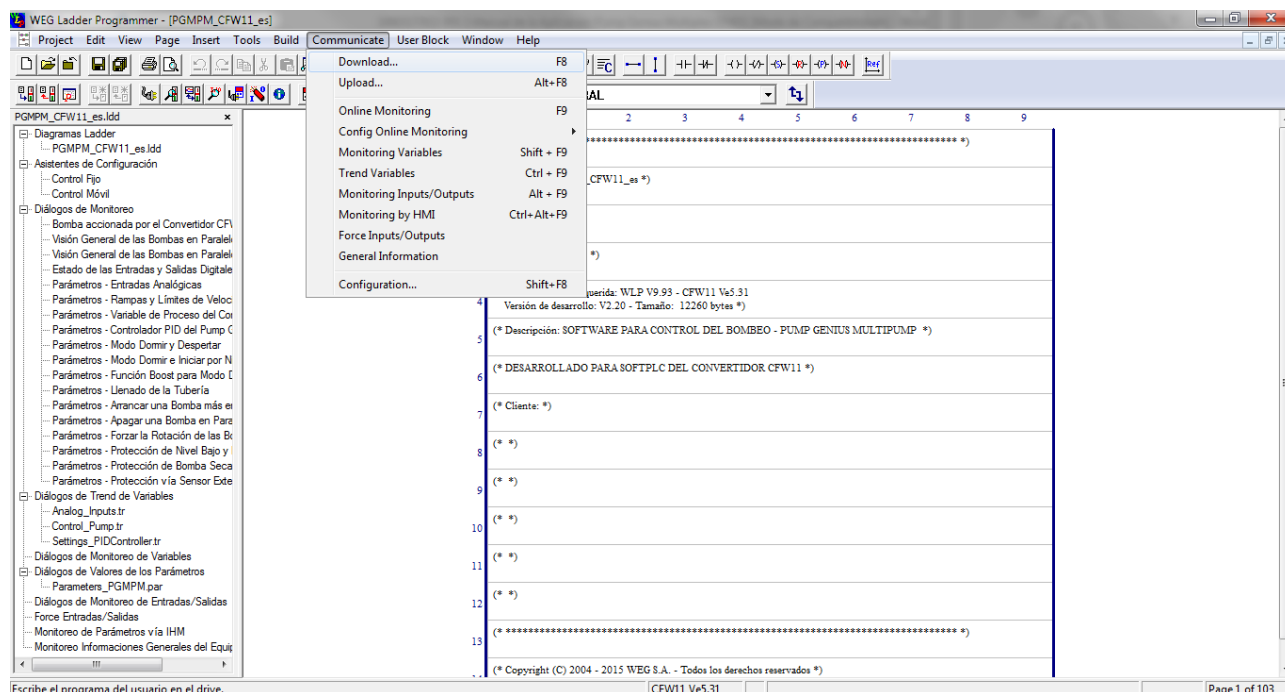 WEG Ladder Programmer - [PGMPM_CFW11_es]
Project Edit View Page Insert Tools Build Communicate User Block Window Help
Download... F8
Upload... Alt+F8
Online Monitoring F9
Config Online Monitoring
Monitoring Variables Shift + F9
Trend Variables Ctrl + F9
Monitoring Inputs/Outputs Alt + F9
Monitoring by HMI Ctrl+Alt+F9
Force Inputs/Outputs
General Information
Configuration... Shift+F8
PGMPM_CFW11_es.ldd x
Diagramas Ladder
PGMPM_CFW11_es.ldd
Asistentes de Configuración
Control Fijo
Control Móvil
Diálogos de Monitoreo
Bomba accionada por el Convertidor
Visión General de las Bombas en
Visión General de las Bombas en
Estado de las Entradas y Salidas
Parámetros - Entradas Analógicas
Parámetros - Rampas y Límites de
Parámetros - Variable de Proceso del
Parámetros - Controlador PID del Pump
Parámetros - Modo Dormir y Despertar
Parámetros - Modo Dormir e Iniciar por
Parámetros - Función Boost para Modo
Parámetros - Llenado de la Tubería
Parámetros - Arrancar una Bomba más
Parámetros - Apagar una Bomba en
Parámetros - Forzar la Rotación de las
Parámetros - Protección de Nivel Bajo y
Parámetros - Protección de Bomba Seca
Parámetros - Protección vía Sensor
Diálogos de Trend de Variables
Analog_Inputs.tr
Control_Pump.tr
Settings_PIDController.tr
Diálogos de Monitoreo de Variables
Diálogos de Valores de los Parámetros
Parameters_PGMPM.par
Diálogos de Monitoreo de Entradas/Salidas
Force Entradas/Salidas
Monitoreo de Parámetros vía IHM
Monitoreo Informaciones Generales del
Ref
2 3 4 5 6 7 8 9
CFW11_es *)
*)
WLP V9.93 - CFW11 Ve5.31
4 Versión de desarrollo: V2.20 - Tamaño: 12260 bytes *)
5 (* Descripción: SOFTWARE PARA CONTROL DEL BOMBEO - PUMP GENIUS MULTIPUMP *)
6 (* DESARROLLADO PARA SOFTPLC DEL CONVERTIDOR CFW11 *)
7 (* Cliente: *)
8 (* *)
9 (* *)
10 (* *)
11 (* *)
12 (* *)
13
(* Copyright (C) 2004 - 2015 WEG S.A. - Todos los derechos reservados *)
Escribe el programa del usuario en el drive. CFW11 Ve5.31 Page 1 of 103